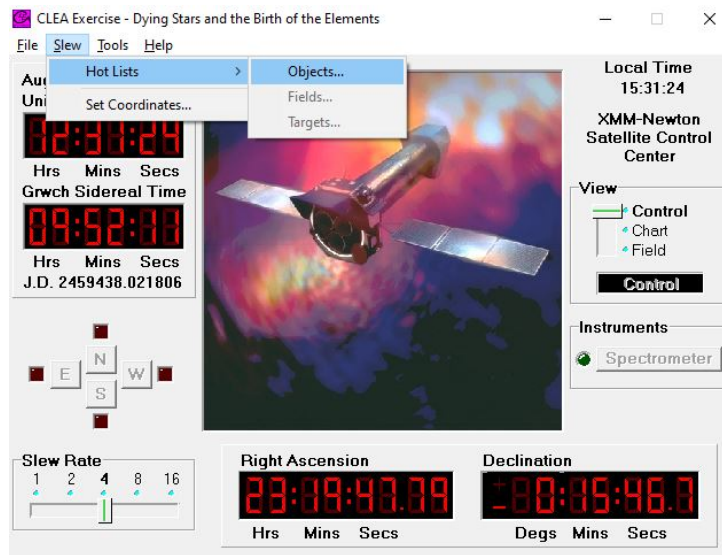 CLEA Exercise - Dying Stars and the Birth of the Elements
File Slew Tools Help
Hot Lists > Objects...
Set Coordinates... Fields...
Targets...
Local Time
15:31:24
XMM-Newton
Satellite Control
Center
12:31:24
Hrs Mins Secs
Grwch Sidereal Time
09:52:11
Hrs Mins Secs
J.D. 2459438.021806
View
Control
Chart
Field
Control
Instruments
Spectrometer
N
E W
S
Slew Rate
1 2 4 8 16
Right Ascension
23:19:47.79
Hrs Mins Secs
Declination
- 0:15:46.7
Degs Mins Secs